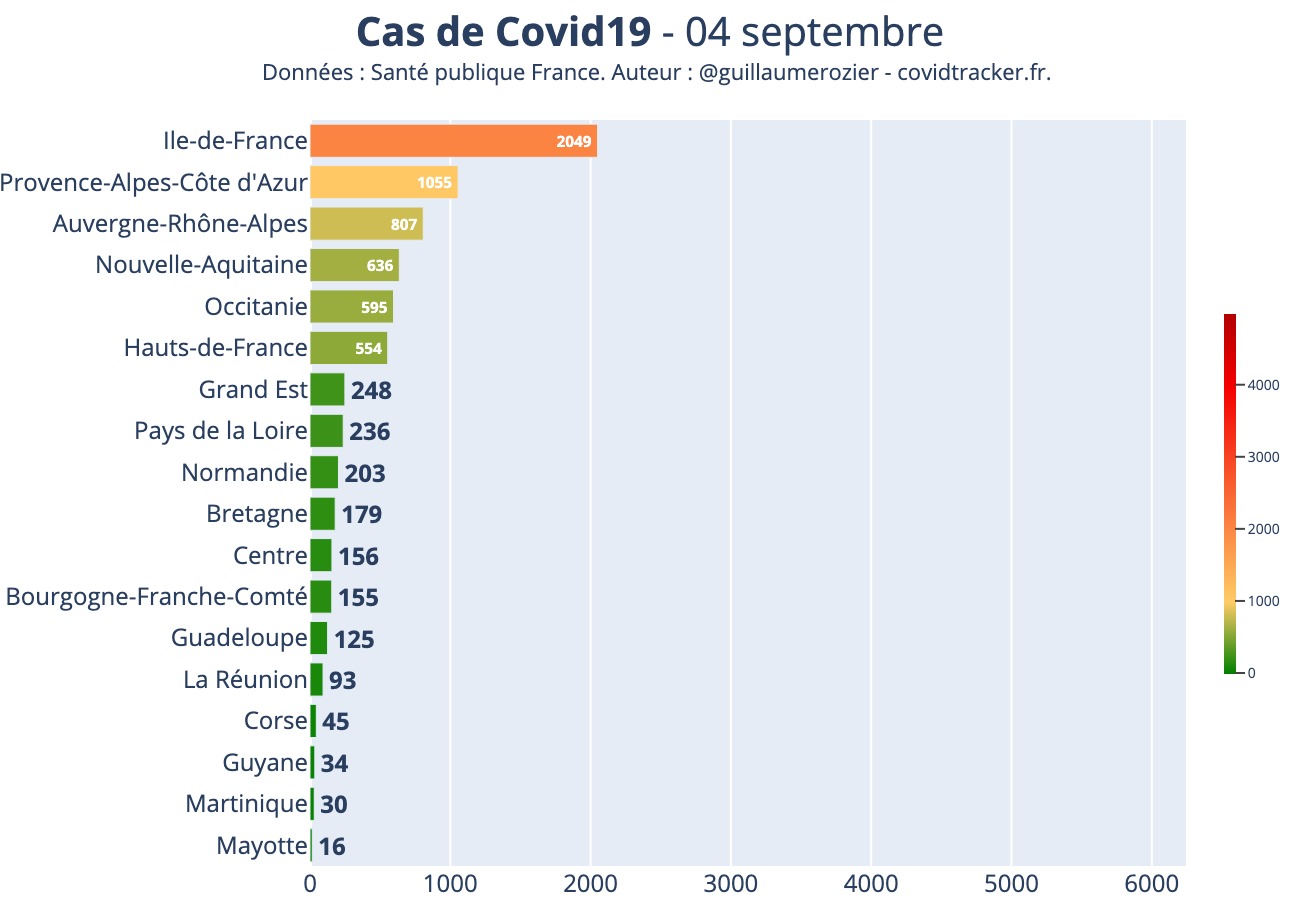 Cas de Covid19 - 04 septembre
Données : Santé publique France. Auteur : @guillaumerozier - covidtracker.fr.
Ile-de-France 2049
Provence-Alpes-Côte d'Azur 1055
Auvergne-Rhône-Alpes 807
Nouvelle-Aquitaine 636
Occitanie 595
Hauts-de-France 554
Grand Est 248
Pays de la Loire 236
Normandie 203
Bretagne 179
Centre 156
Bourgogne-Franche-Comté 155
Guadeloupe 125
La Réunion 93
Corse 45
Guyane 34
Martinique 30
Mayotte 16
0 1000 2000 3000 4000 5000 6000
4000
3000
2000
1000
0